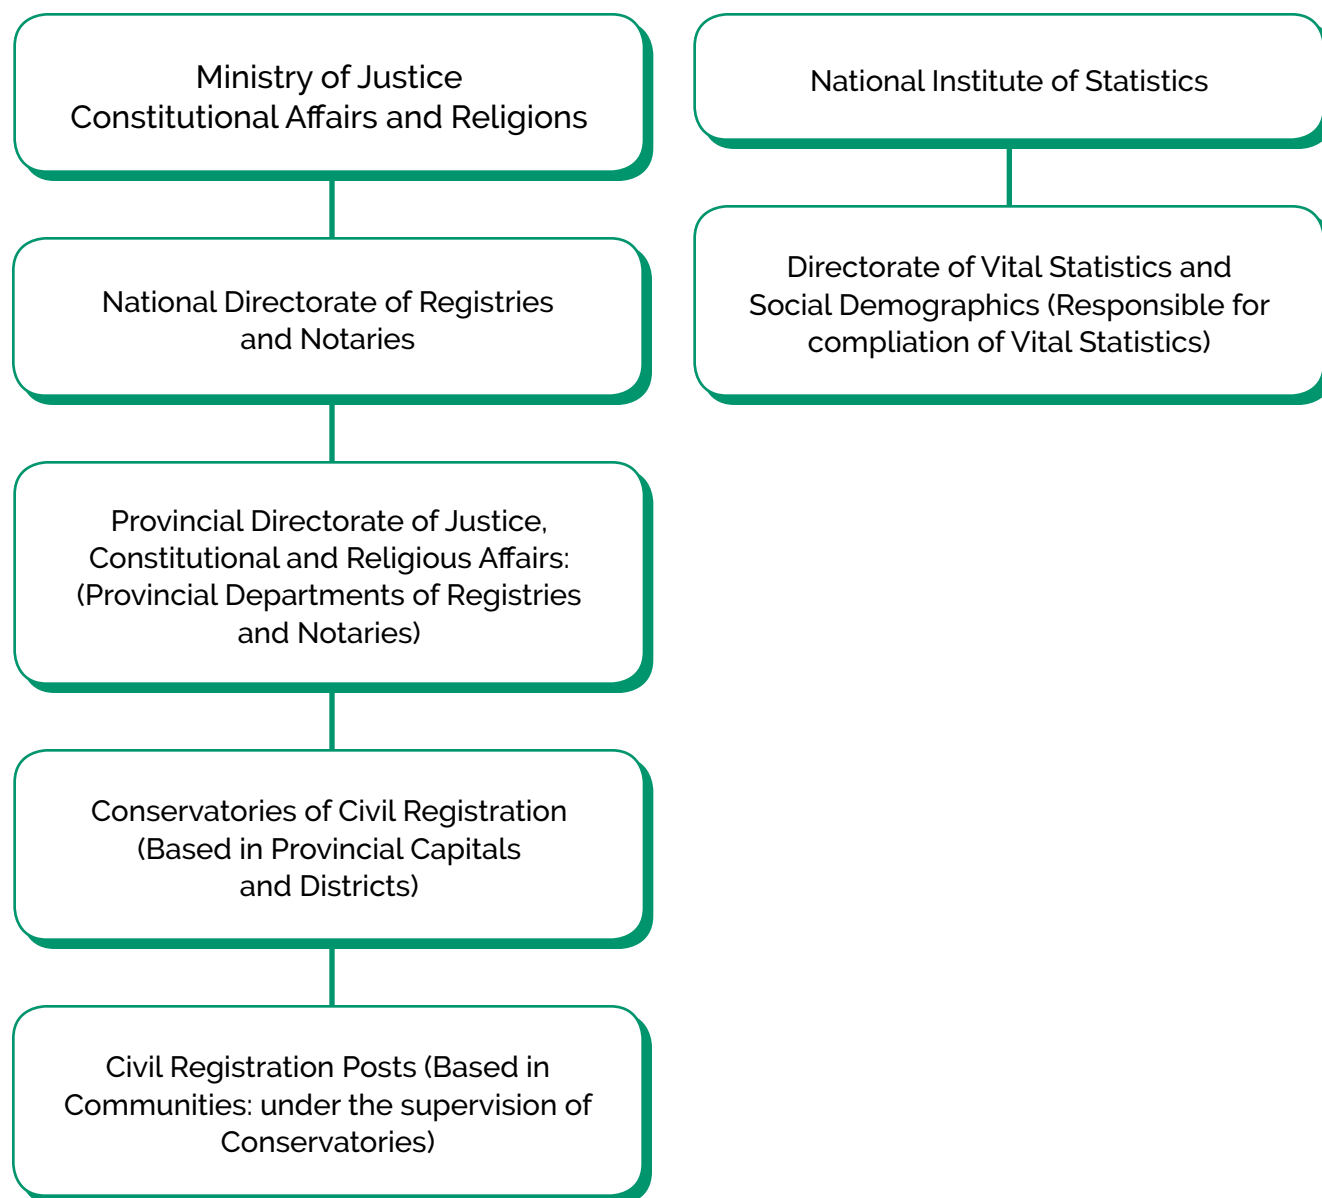 Ministry of Justice
Constitutional Affairs and Religions
National Directorate of Registries
and Notaries
Provincial Directorate of Justice,
Constitutional and Religious Affairs:
(Provincial Departments of Registries
and Notaries)
Conservatories of Civil Registration
(Based in Provincial Capitals
and Districts)
Civil Registration Posts (Based in
Communities: under the supervision of
Conservatories)
National Institute of Statistics
Directorate of Vital Statistics and
Social Demographics (Responsible for
compliation of Vital Statistics)